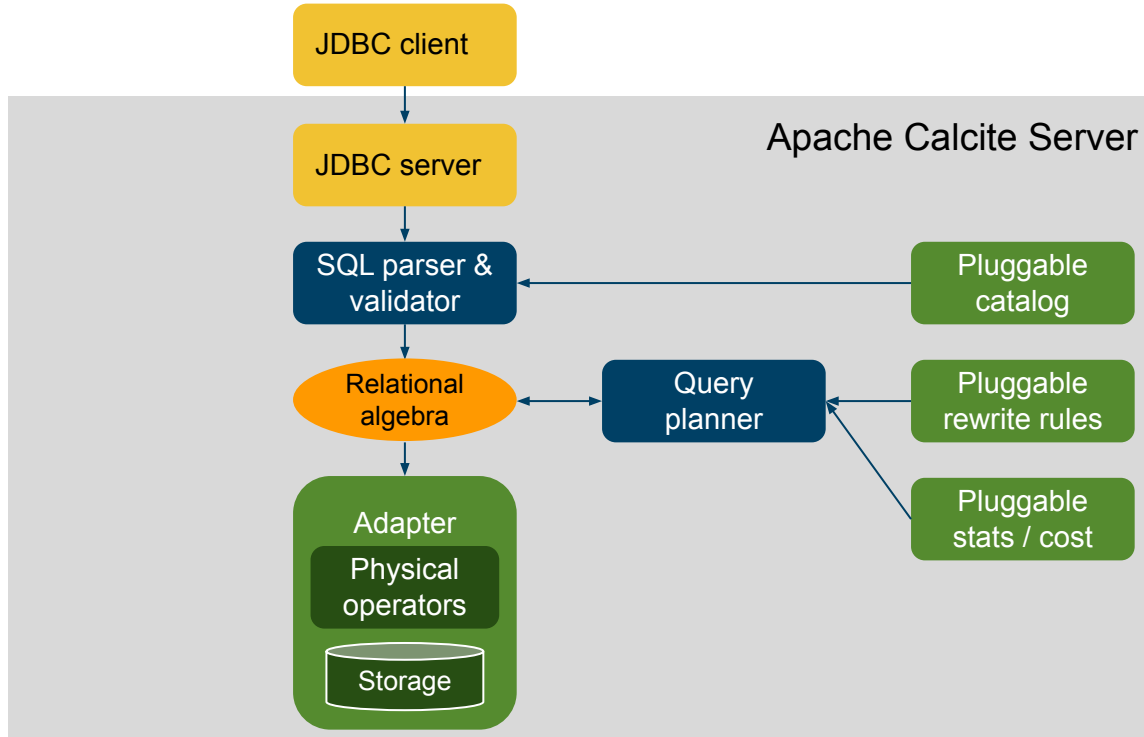 JDBC client
Apache Calcite Server
JDBC server
SQL parser &
validator
Pluggable
catalog
Relational
algebra
Query
planner
Pluggable
rewrite rules
Pluggable
stats / cost
Adapter
Physical
operators
Storage